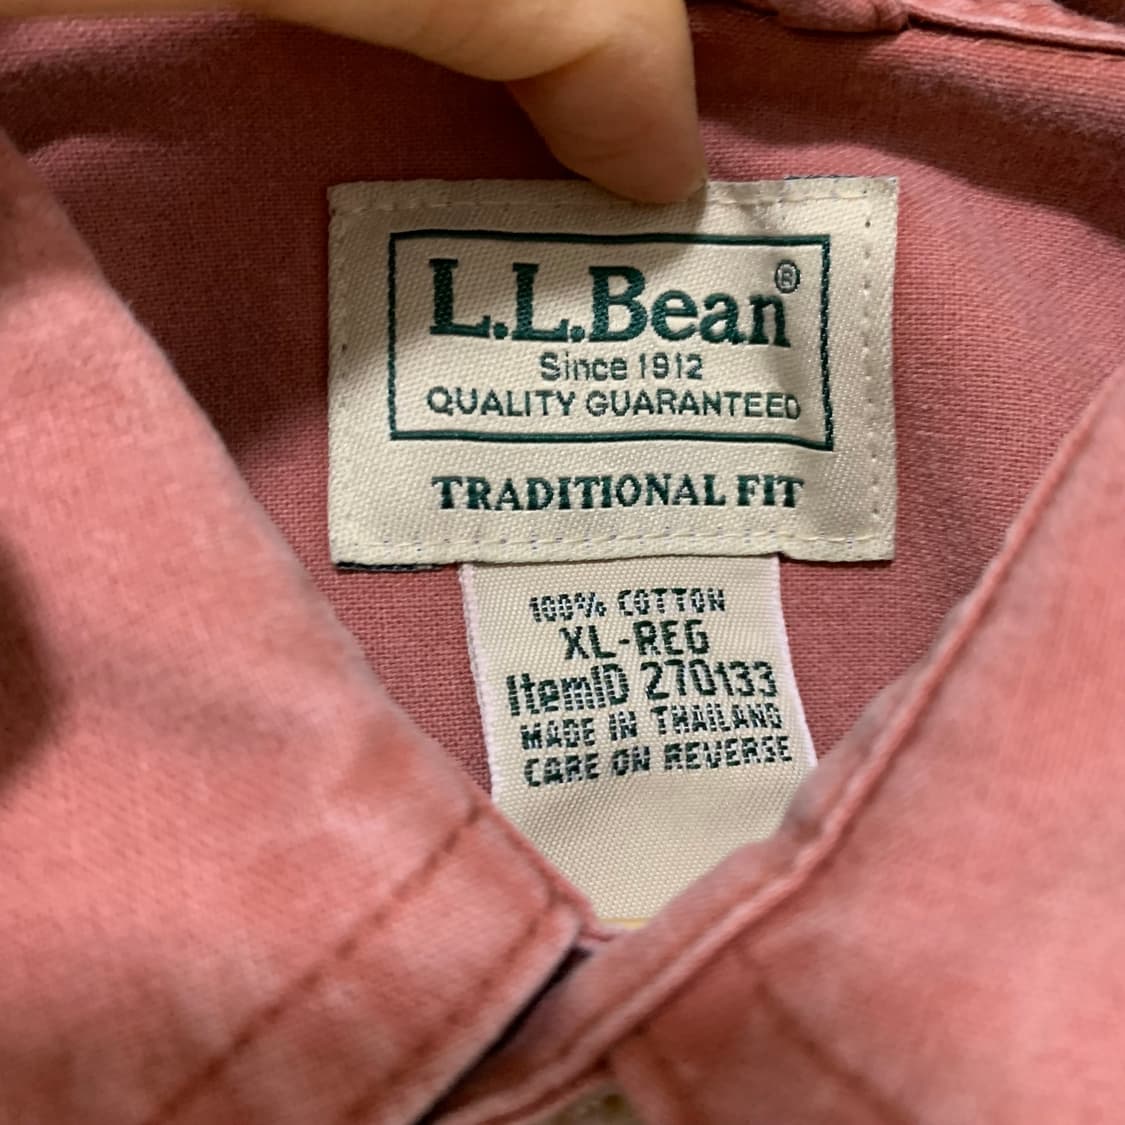 L.L.Bean®
Since 1912
QUALITY GUARANTEED
TRADITIONAL FIT
100% COTTON
XL-REG
ItemID 270133
MADE IN THAILAND
CARE ON REVERSE